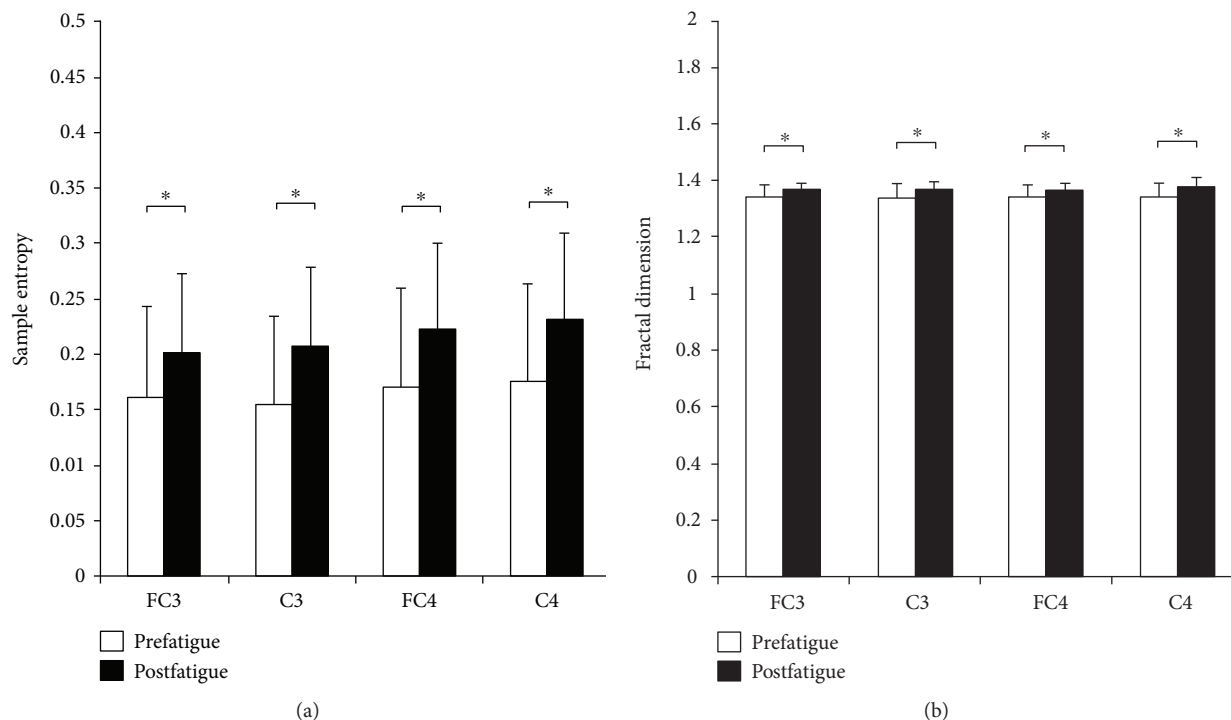 0.5
0.45
0.4
0.35
0.3
0.25
0.2
0.15
0.01
0.05
0
Sample entropy
* * * *
FC3 C3 FC4 C4
Prefatigue
Postfatigue
(a)
2
1.8
1.6
1.4
1.2
1
0.8
0.6
0.4
0.2
0
Fractal dimension
* * * *
FC3 C3 FC4 C4
Prefatigue
Postfatigue
(b)